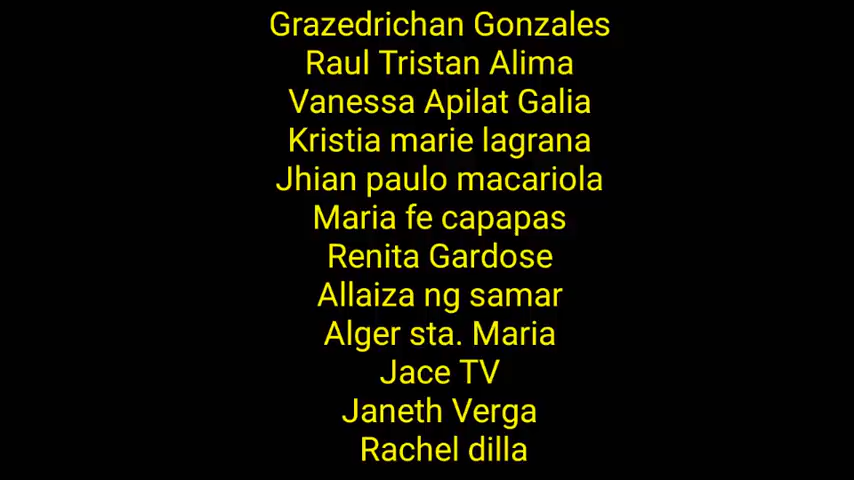 Grazedrichan Gonzales
Raul Tristan Alima
Vanessa Apilat Galia
Kristia marie lagrana
Jhian paulo macariola
Maria fe capapas
Renita Gardose
Allaiza ng samar
Alger sta. Maria
Jace TV
Janeth Verga
Rachel dilla